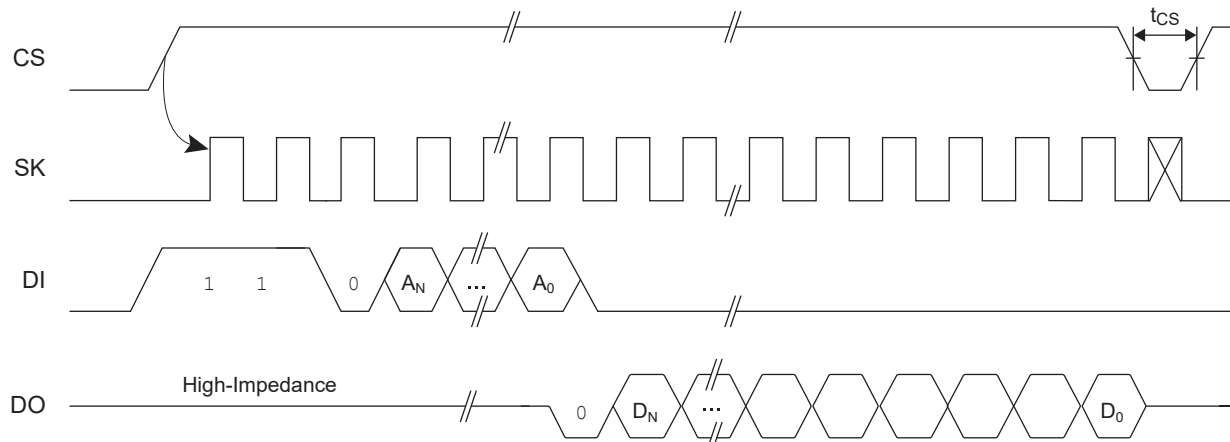 CS
tCS
SK
DI
1 1 0 AN ... A0
DO
High-Impedance
0 DN ... D0